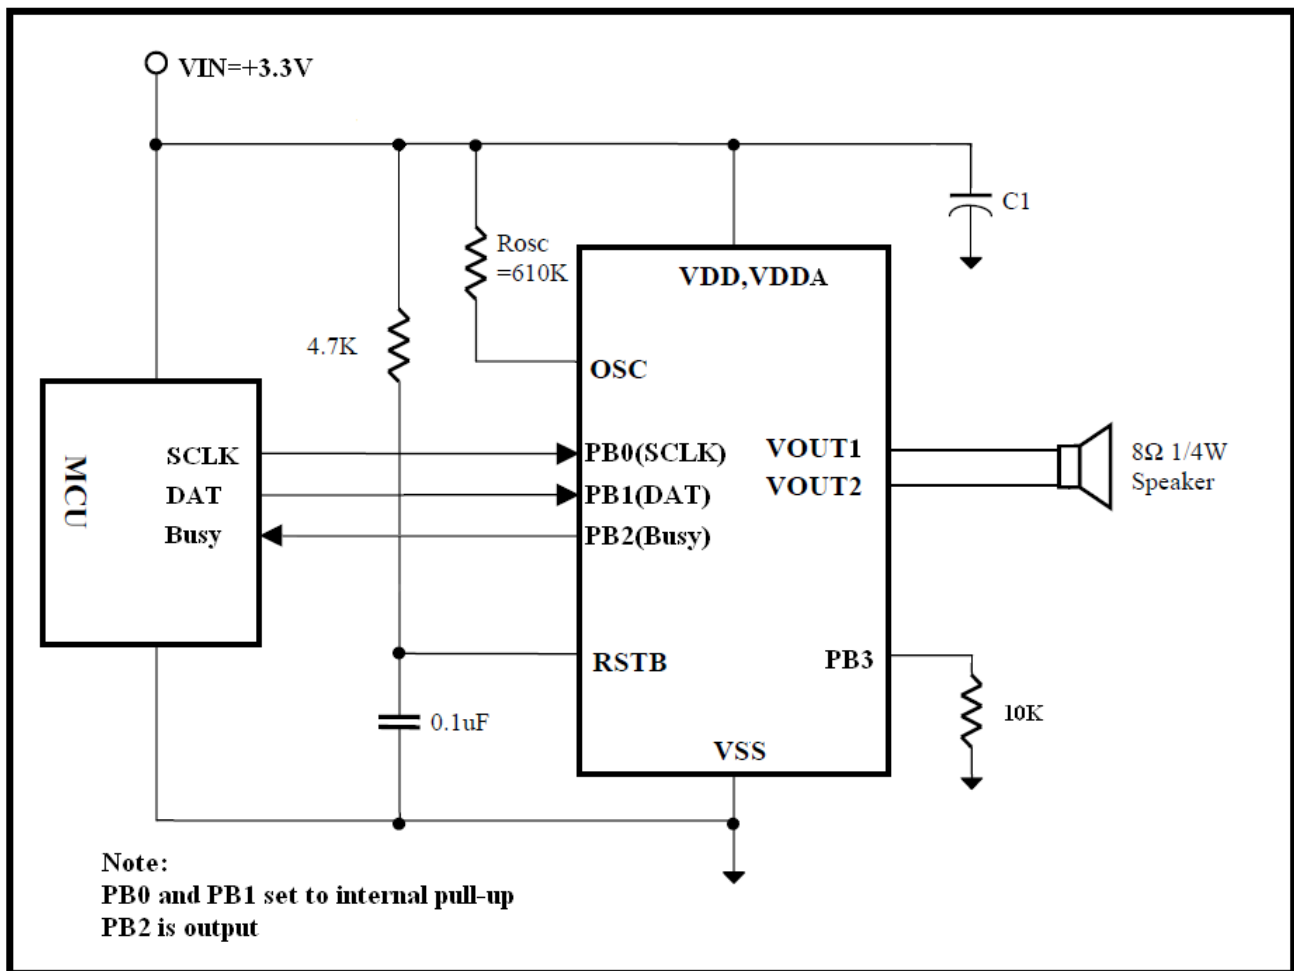 VIN=+3.3V
C1
Rosc
=610K
VDD,VDDA
4.7K
OSC
MCU
SCLK
DAT
Busy
PB0(SCLK)
PB1(DAT)
PB2(Busy)
VOUT1
VOUT2
8Ω 1/4W
Speaker
RSTB
PB3
0.1uF
10K
VSS
Note:
PB0 and PB1 set to internal pull-up
PB2 is output